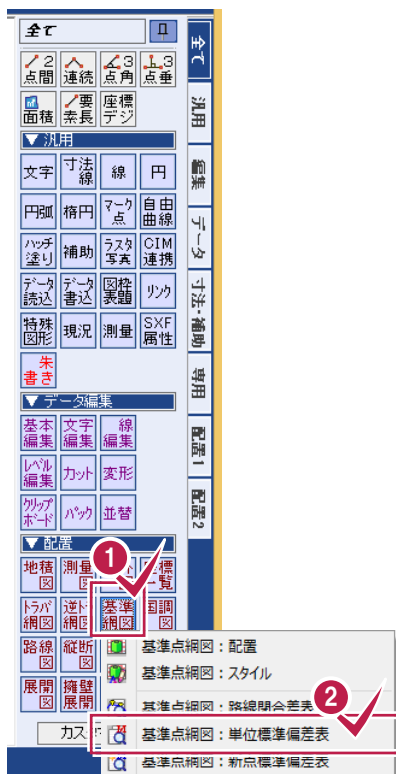 全て
2点間 連続 3点角 3点垂
面積 要素長 座標デジ
▼ 汎用
文字 寸法線 線 円
円弧 楕円 マーク点 自由曲線
ハッチ塗り 補助 ラスタ写真 CIM連携
データ読込 データ書込 図枠表題 リンク
特殊図形 現況 測量 SXF属性
朱書き
▼ データ編集
基本編集 文字編集 線編集
レベル編集 カット 変形
クリップボード パック 並替
▼ 配置
1
地積図 測量図
トラバ網図 基準網図 国調図
路線図 縦断図
展開図 擁壁展開
基準点網図：配置
基準点網図：スタイル
基準点網図：路線閉合差表
2
基準点網図：単位標準偏差表
基準点網図：新点標準偏差表
全て
汎用
編集
データ
寸法・補助
専用
配置1
配置2